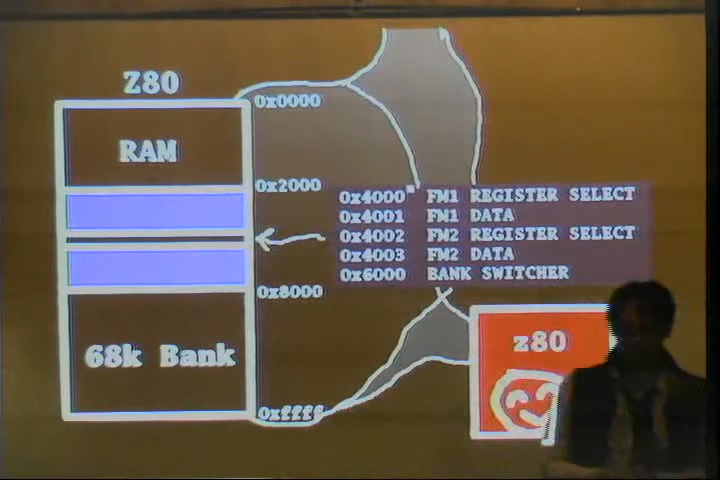 Z80
0x0000
RAM
0x2000
0x4000 FM1 REGISTER SELECT
0x4001 FM1 DATA
0x4002 FM2 REGISTER SELECT
0x4003 FM2 DATA
0x6000 BANK SWITCHER
0x8000
z80
68k Bank
0xffff